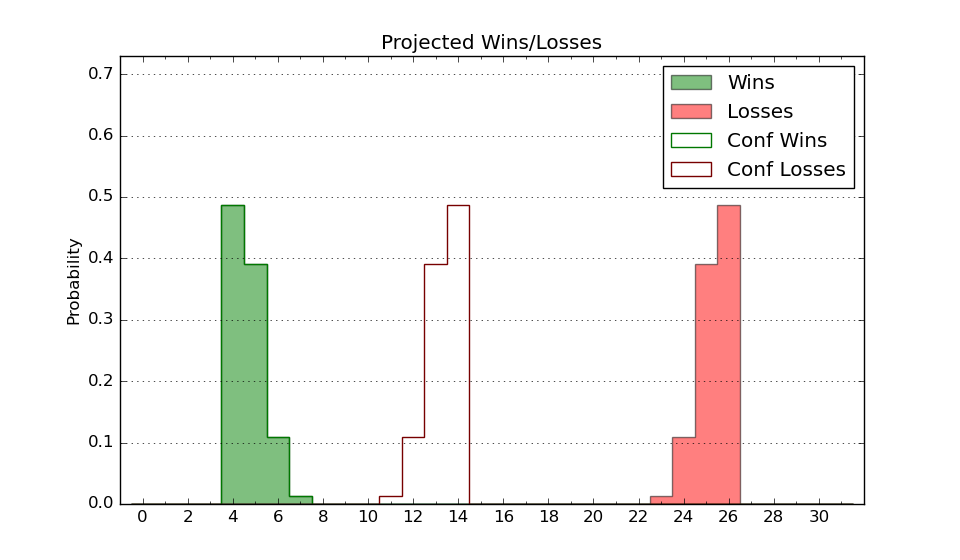 Projected Wins/Losses
Wins
Losses
Conf Wins
Conf Losses
Probability
0.7
0.6
0.5
0.4
0.3
0.2
0.1
0.0
0 2 4 6 8 10 12 14 16 18 20 22 24 26 28 30